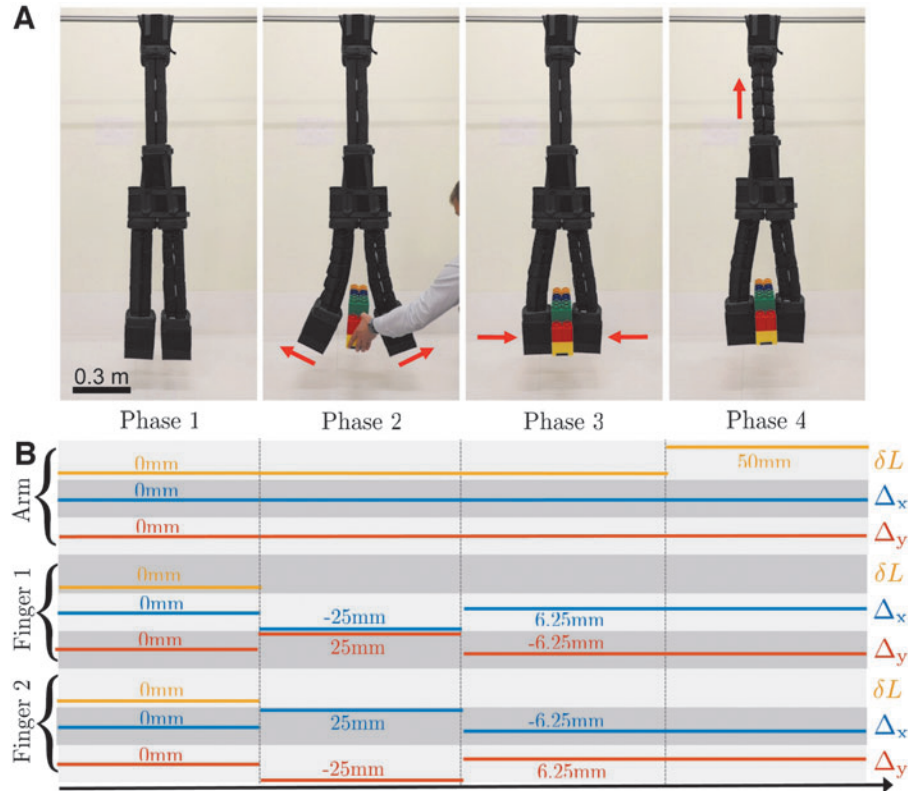 A
0.3 m
Phase 1 Phase 2 Phase 3 Phase 4
B
Arm
0mm 50mm δL
0mm Δx
0mm Δy
Finger 1
0mm δL
0mm -25mm 6.25mm Δx
0mm 25mm -6.25mm Δy
Finger 2
0mm δL
0mm 25mm -6.25mm Δx
0mm -25mm 6.25mm Δy